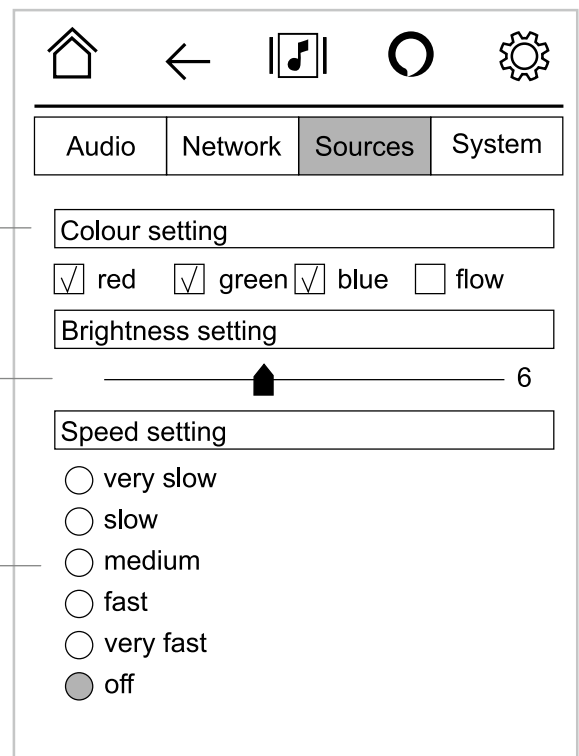 Audio Network Sources System
Colour setting
red green blue flow
Brightness setting
6
Speed setting
very slow
slow
medium
fast
very fast
off